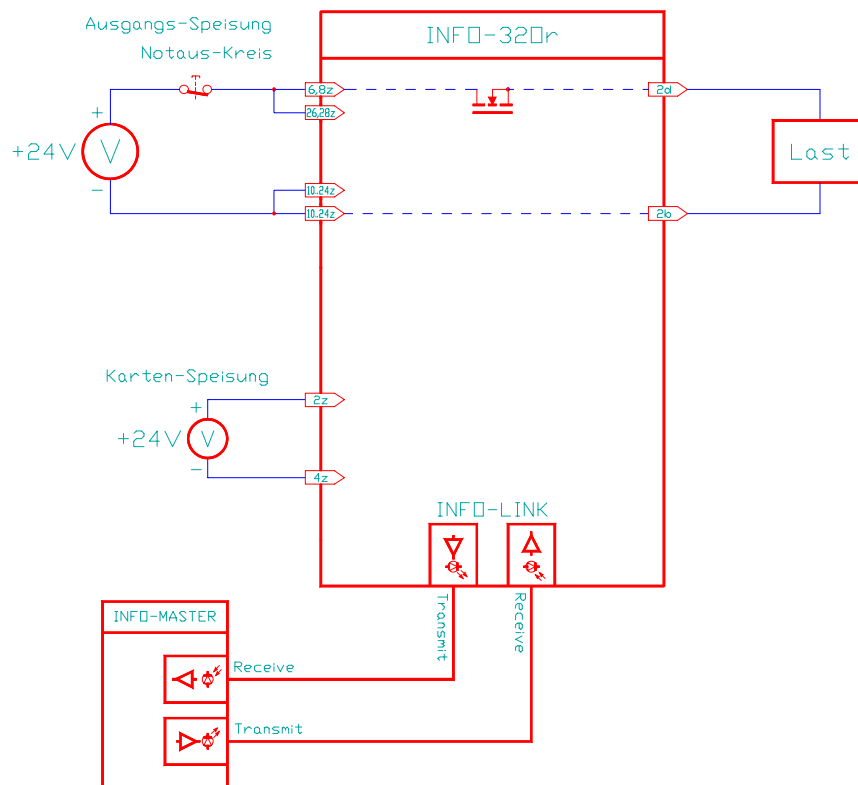 Ausgangs-Speisung
Notaus-Kreis
INFO-320r
6,8z
2d
26,28z
+
+24V
V
Last
-
10..24z
10..24z
2b
Karten-Speisung
2z
+
+24V
V
-
4z
INFO-LINK
Transmit
Receive
INFO-MASTER
Receive
Transmit